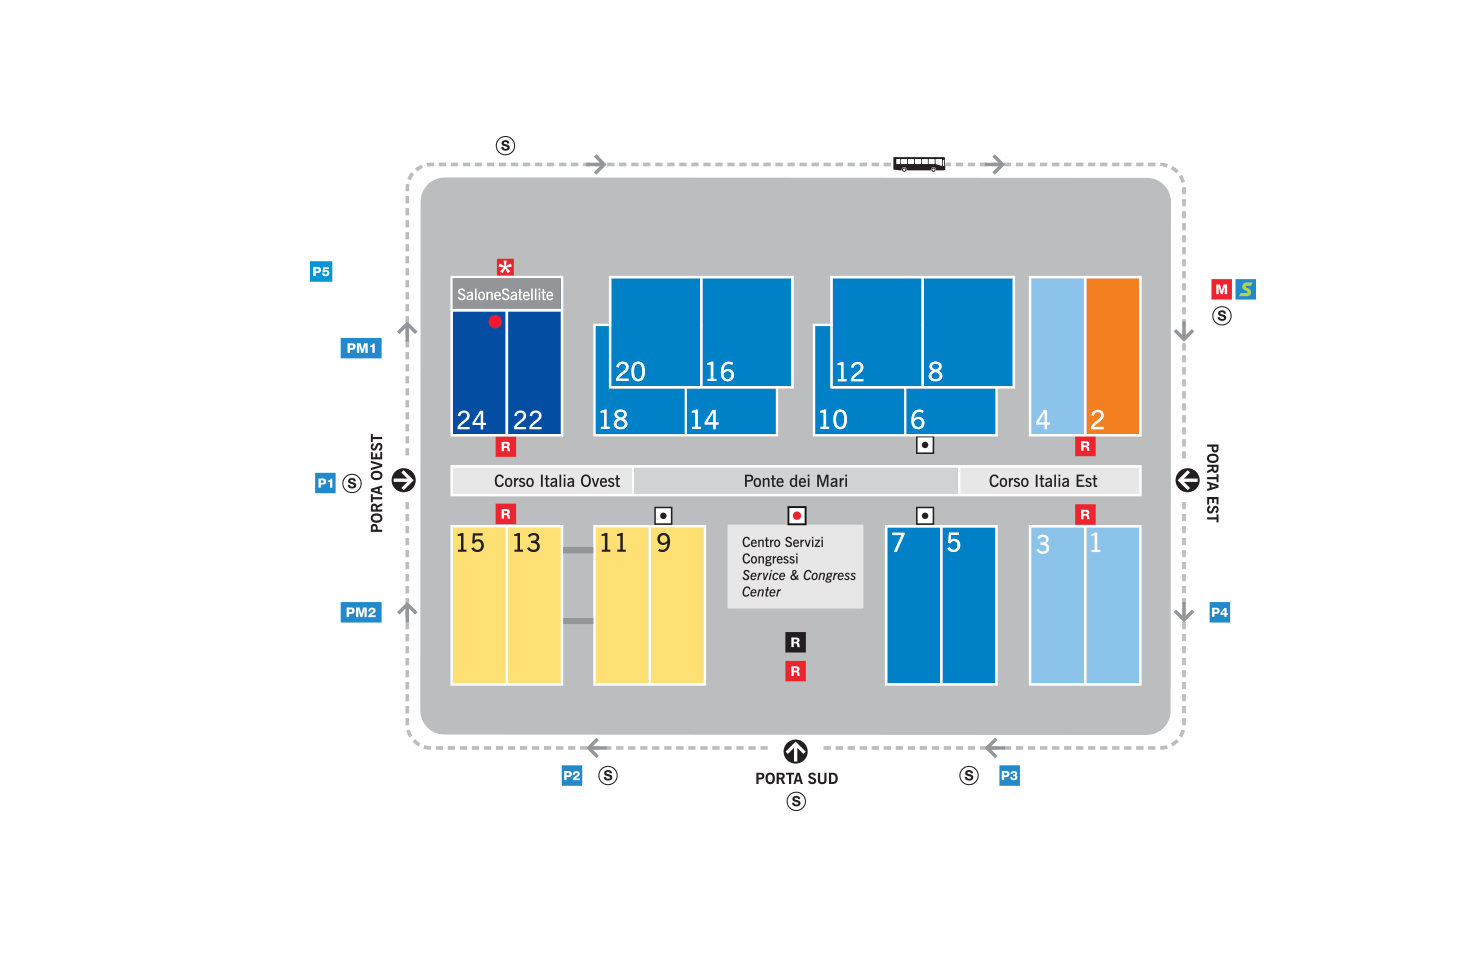 S
P5
*
SaloneSatellite
M S
S
PM1
20 16
12 8
24 22
18 14
10 6
4 2
R
R
PORTA OVEST
PORTA EST
P1 S
Corso Italia Ovest
Ponte dei Mari
Corso Italia Est
R
R
15 13
11 9
Centro Servizi
Congressi
Service & Congress
Center
7 5
3 1
PM2
P4
R
R
P2 S
PORTA SUD
S
S P3